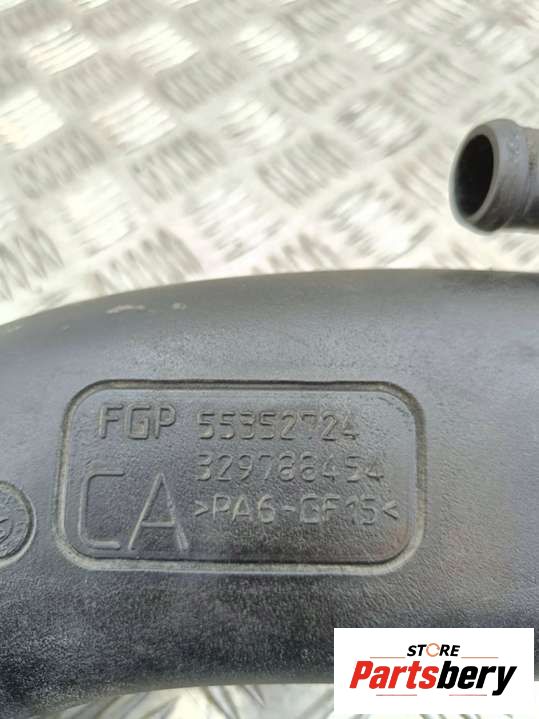 FGP 55352724
329788454
CA >PA6-GF15<
STORE
Partsbery